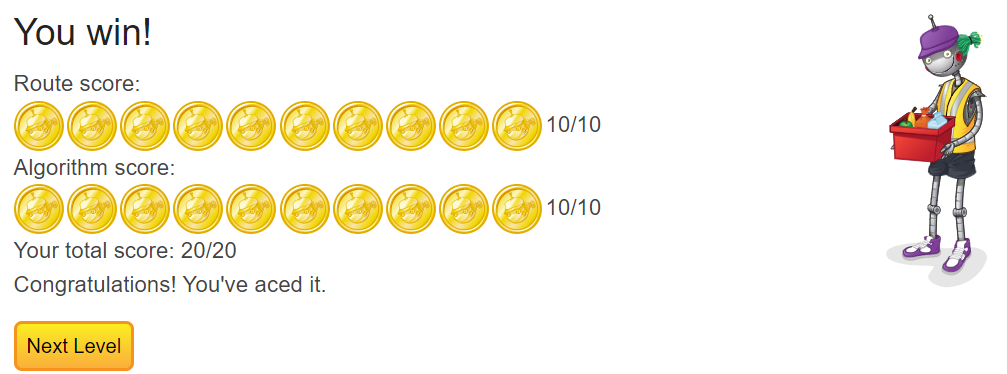 You win!
Route score:
10/10
Algorithm score:
10/10
Your total score: 20/20
Congratulations! You've aced it.
Next Level